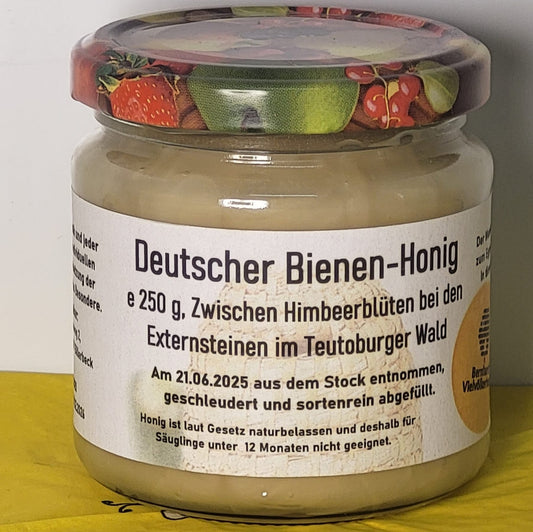 Deutscher Bienen-Honig
e 250 g, Zwischen Himbeerblüten bei den
Externsteinen im Teutoburger Wald
Am 21.06.2025 aus dem Stock entnommen,
geschleudert und sortenrein abgefüllt.
Honig ist laut Gesetz naturbelassen und deshalb für
Säuglinge unter 12 Monaten nicht geeignet.
und jeder